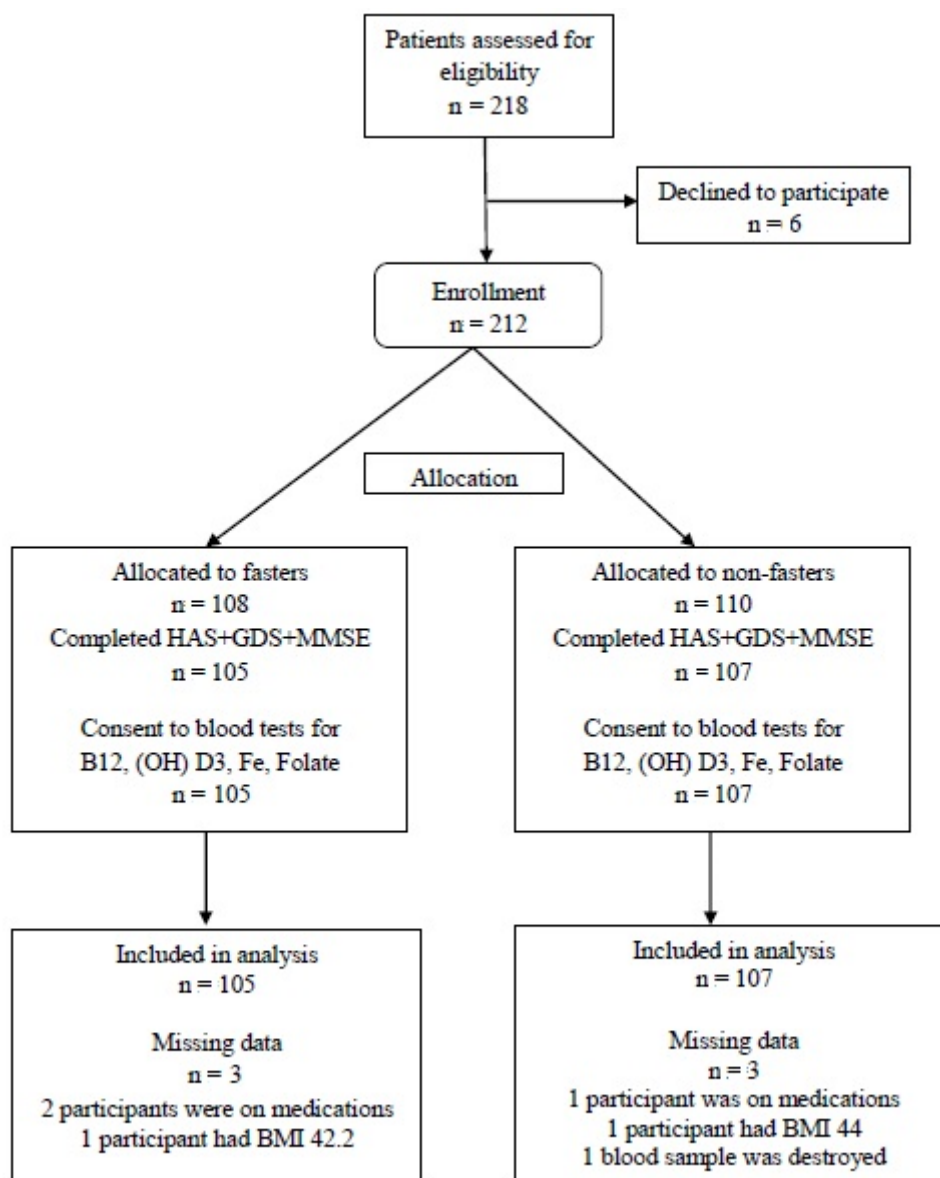 Patients assessed for
eligibility
n = 218
Declined to participate
n = 6
Enrollment
n = 212
Allocation
Allocated to fasters
n = 108
Completed HAS+GDS+MMSE
n = 105
Consent to blood tests for
B12, (OH) D3, Fe, Folate
n = 105
Allocated to non-fasters
n = 110
Completed HAS+GDS+MMSE
n = 107
Consent to blood tests for
B12, (OH) D3, Fe, Folate
n = 107
Included in analysis
n = 105
Missing data
n = 3
2 participants were on medications
1 participant had BMI 42.2
Included in analysis
n = 107
Missing data
n = 3
1 participant was on medications
1 participant had BMI 44
1 blood sample was destroyed